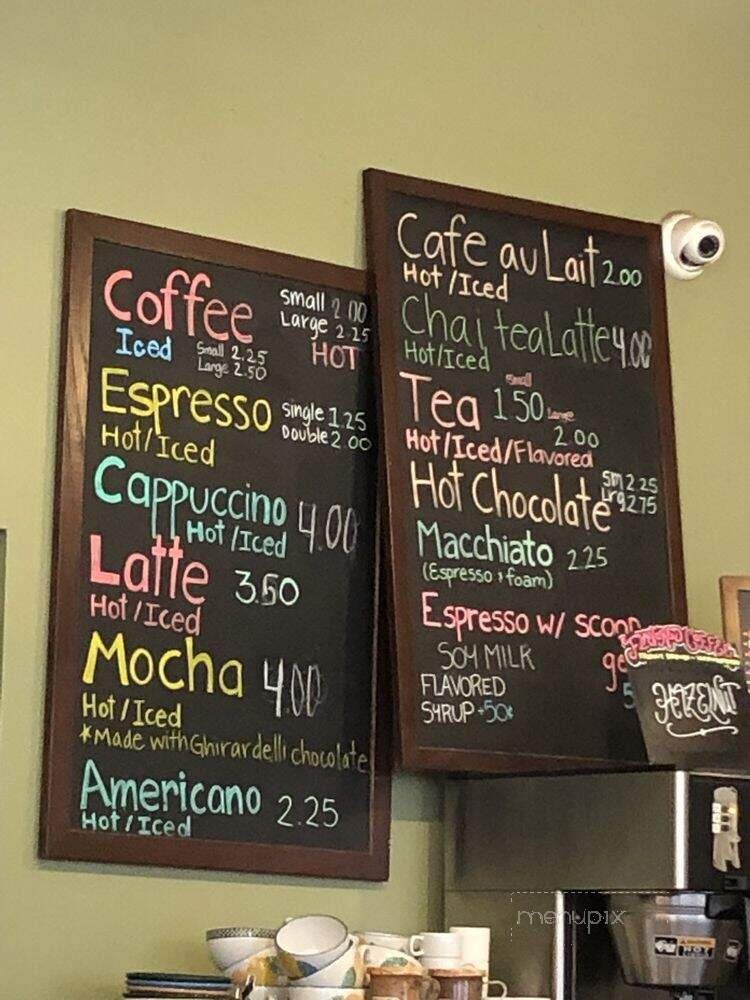 Coffee small 2.00
Large 2.25
HOT
Iced Small 2.25
Large 2.50
Espresso single 1.25
Double 2.00
Hot/Iced
Cappuccino 4.00
Hot/Iced
Latte 3.50
Hot/Iced
Mocha 4.00
Hot/Iced
*Made with Ghirardelli chocolate
Americano 2.25
Hot/Iced
Cafe au Lait 2.00
Hot/Iced
Chai tea Latte 4.00
Hot/Iced
Tea small 1.50 Large 2.00
Hot/Iced/Flavored
Hot Chocolate sm 2.25
Lrg 2.75
Macchiato 2.25
(Espresso & foam)
Espresso w/ scoop
ge
SOY MILK
FLAVORED
SYRUP +50¢
HAZELNUT
HOT
menupix